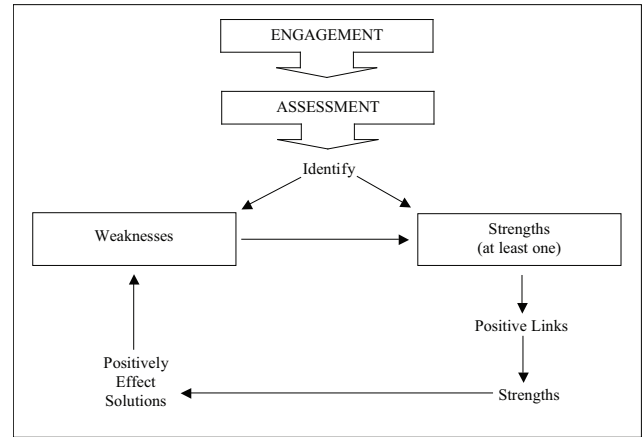 ENGAGEMENT
ASSESSMENT
Identify
Weaknesses
Strengths
(at least one)
Positive Links
Strengths
Positively
Effect
Solutions